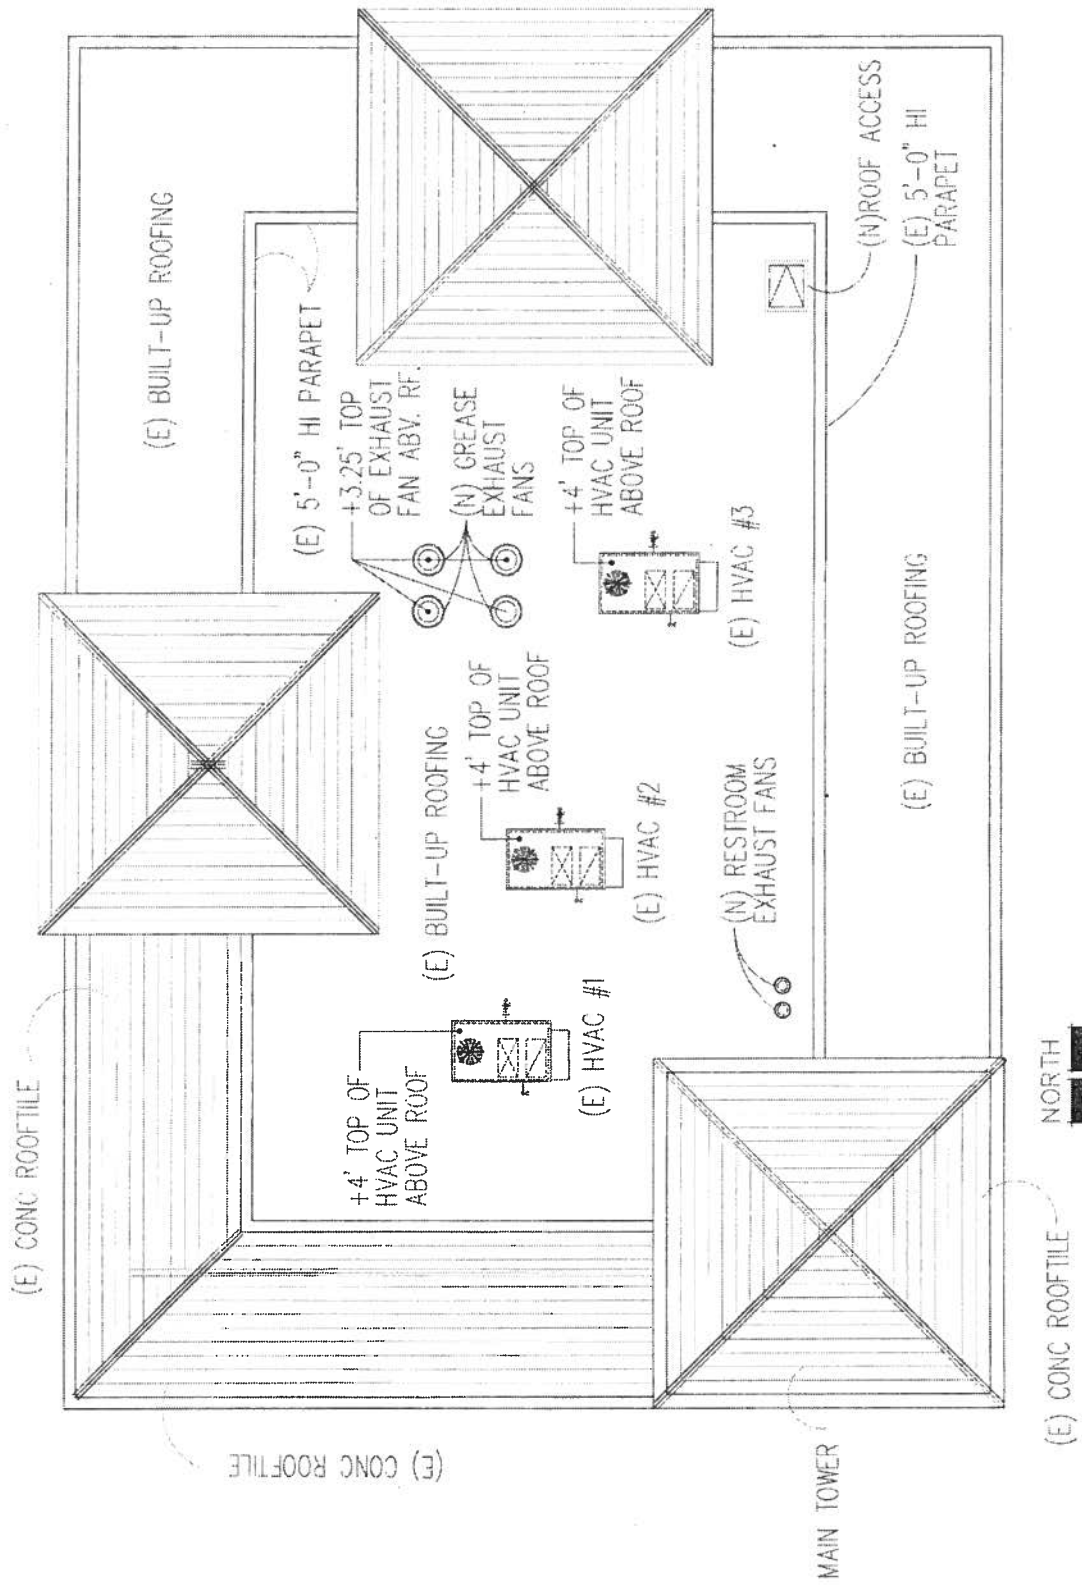 (E) CONC ROOFTILE
(E) CONC ROOFTILE
MAIN TOWER
(E) CONC ROOFTILE
NORTH
+4' TOP OF
HVAC UNIT
ABOVE ROOF
(E) HVAC #1
(E) BUILT-UP ROOFING
+4' TOP OF
HVAC UNIT
ABOVE ROOF
(E) HVAC #2
(N) RESTROOM
EXHAUST FANS
(E) BUILT-UP ROOFING
(E) 5'-0" HI PARAPET
+3.25' TOP
OF EXHAUST
FAN ABV. RF.
(N) GREASE
EXHAUST
FANS
+4' TOP OF
HVAC UNIT
ABOVE ROOF
(E) HVAC #3
(E) BUILT-UP ROOFING
(N)ROOF ACCESS
(E) 5'-0" HI
PARAPET